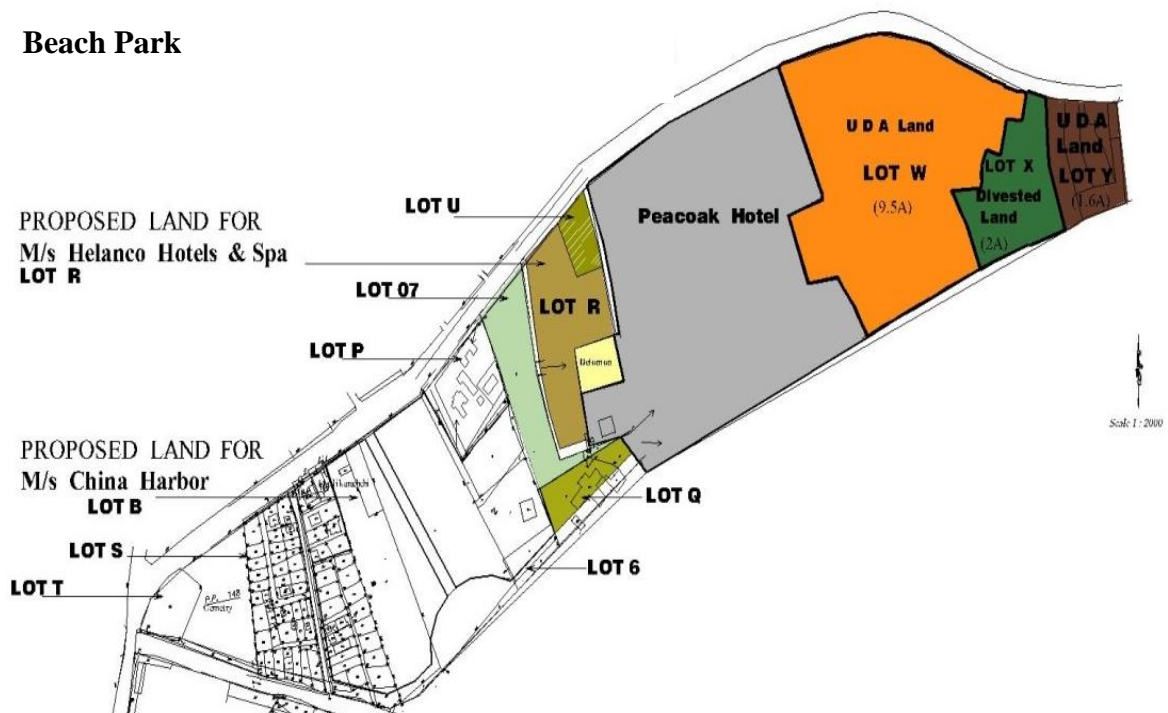 Beach Park
U D A Land
LOT W
(9.5A)
U D A
Land
LOT Y
(1.6A)
LOT X
Divested
Land
(2A)
Peacoak Hotel
LOT U
PROPOSED LAND FOR
M/s Helanco Hotels & Spa
LOT R
LOT 07
LOT R
LOT P
Scale 1 : 2000
PROPOSED LAND FOR
M/s China Harbor
LOT B
LOT Q
LOT S
LOT 6
LOT T
P.P. 148